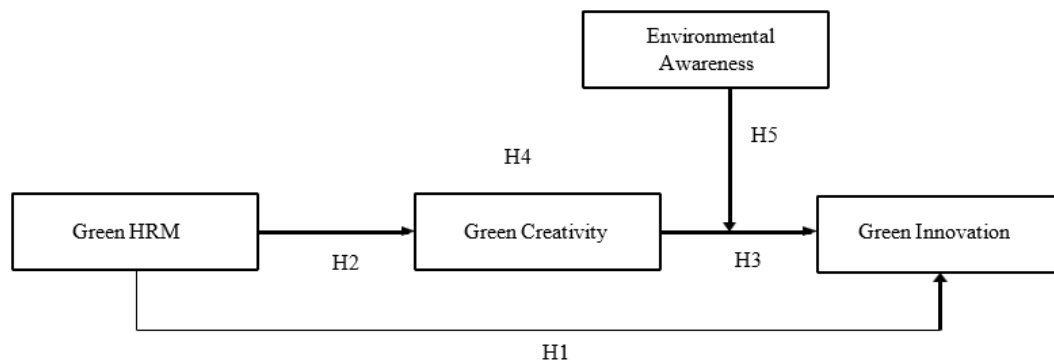 Environmental
Awareness
H5
H4
Green HRM
Green Creativity
Green Innovation
H2
H3
H1